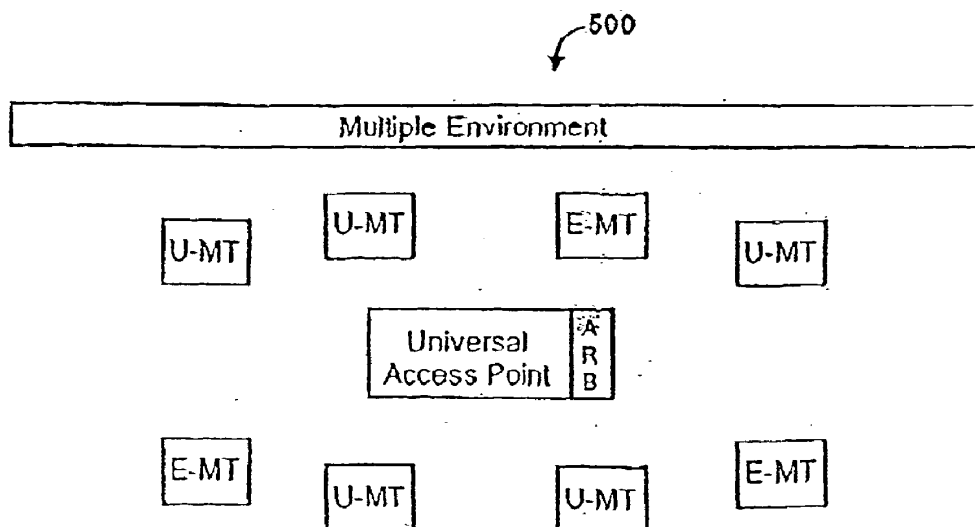 500
Multiple Environment
U-MT
E-MT
U-MT
U-MT
Universal
Access Point
A
R
B
E-MT
E-MT
U-MT
U-MT